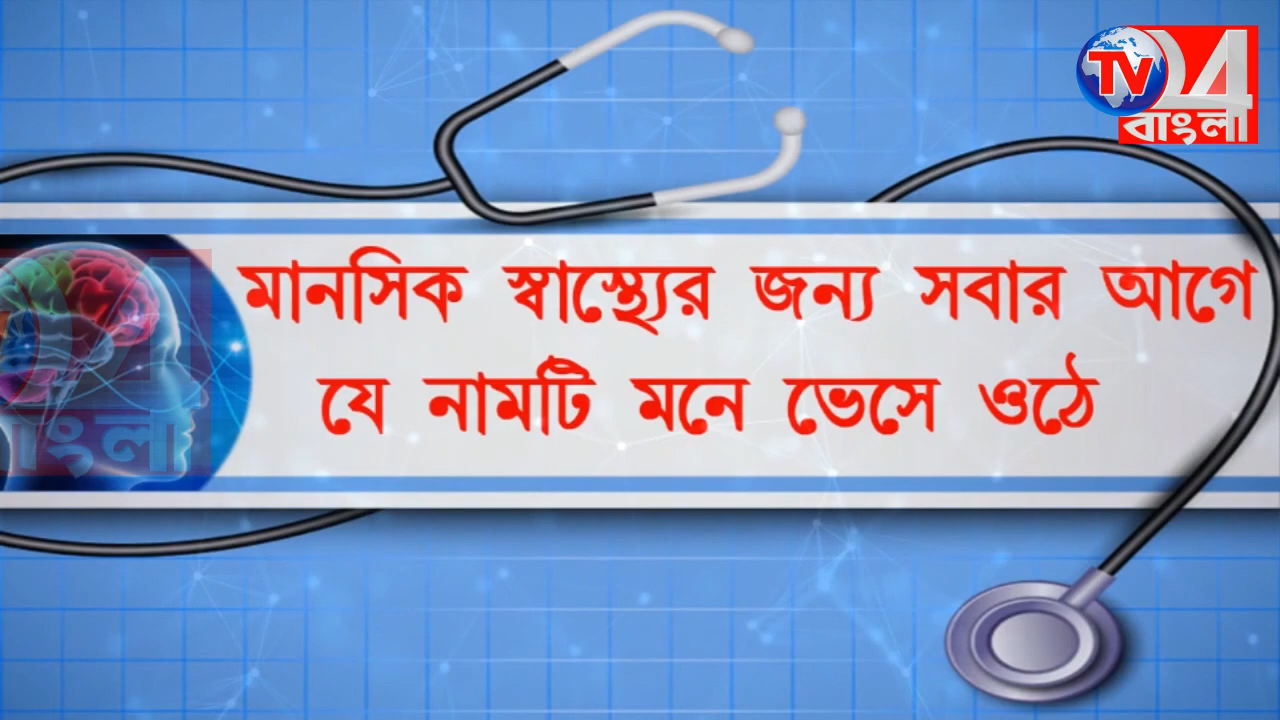 TV 24
বাংলা
মানসিক স্বাস্থ্যের জন্য সবার আগে
যে নামটি মনে ভেসে ওঠে
বাংলা